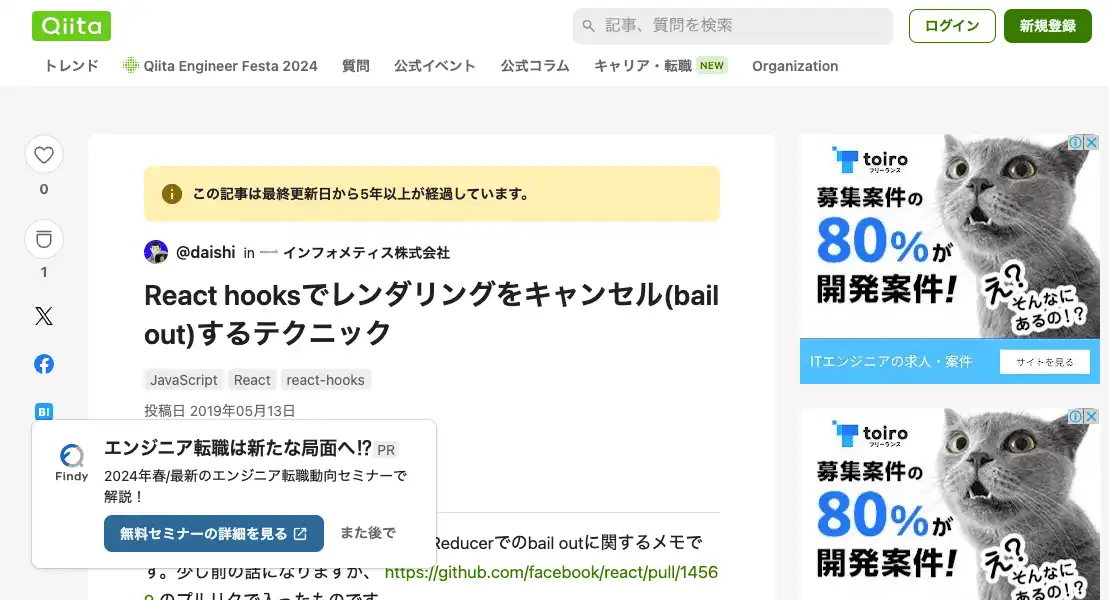 Qiita
記事、質問を検索
ログイン
新規登録
トレンド
Qiita Engineer Festa 2024
質問
公式イベント
公式コラム
キャリア・転職 NEW
Organization
0
1
この記事は最終更新日から5年以上が経過しています。
@daishi in インフォメティス株式会社
React hooksでレンダリングをキャンセル(bail
out)するテクニック
JavaScript React react-hooks
投稿日 2019年05月13日
B!
Findy
エンジニア転職は新たな局面へ!? PR
2024年春/最新のエンジニア転職動向セミナーで
解説！
無料セミナーの詳細を見る
また後で
Reducerでのbail outに関するメモで
す。少し前の話になりますが、 https://github.com/facebook/react/pull/1456
9 のプルリクで入ったものです
toiro
フリーランス
募集案件の
80%が
開発案件!
え?
そんなに
あるの!?
ITエンジニアの求人・案件
サイトを見る
toiro
フリーランス
募集案件の
80%が
開発案件!
え?
そんなに
あるの!?